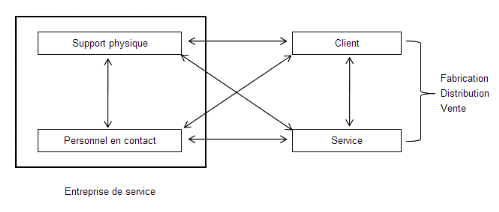 Support physique
Client
Fabrication
Distribution
Vente
Personnel en contact
Service
Entreprise de service